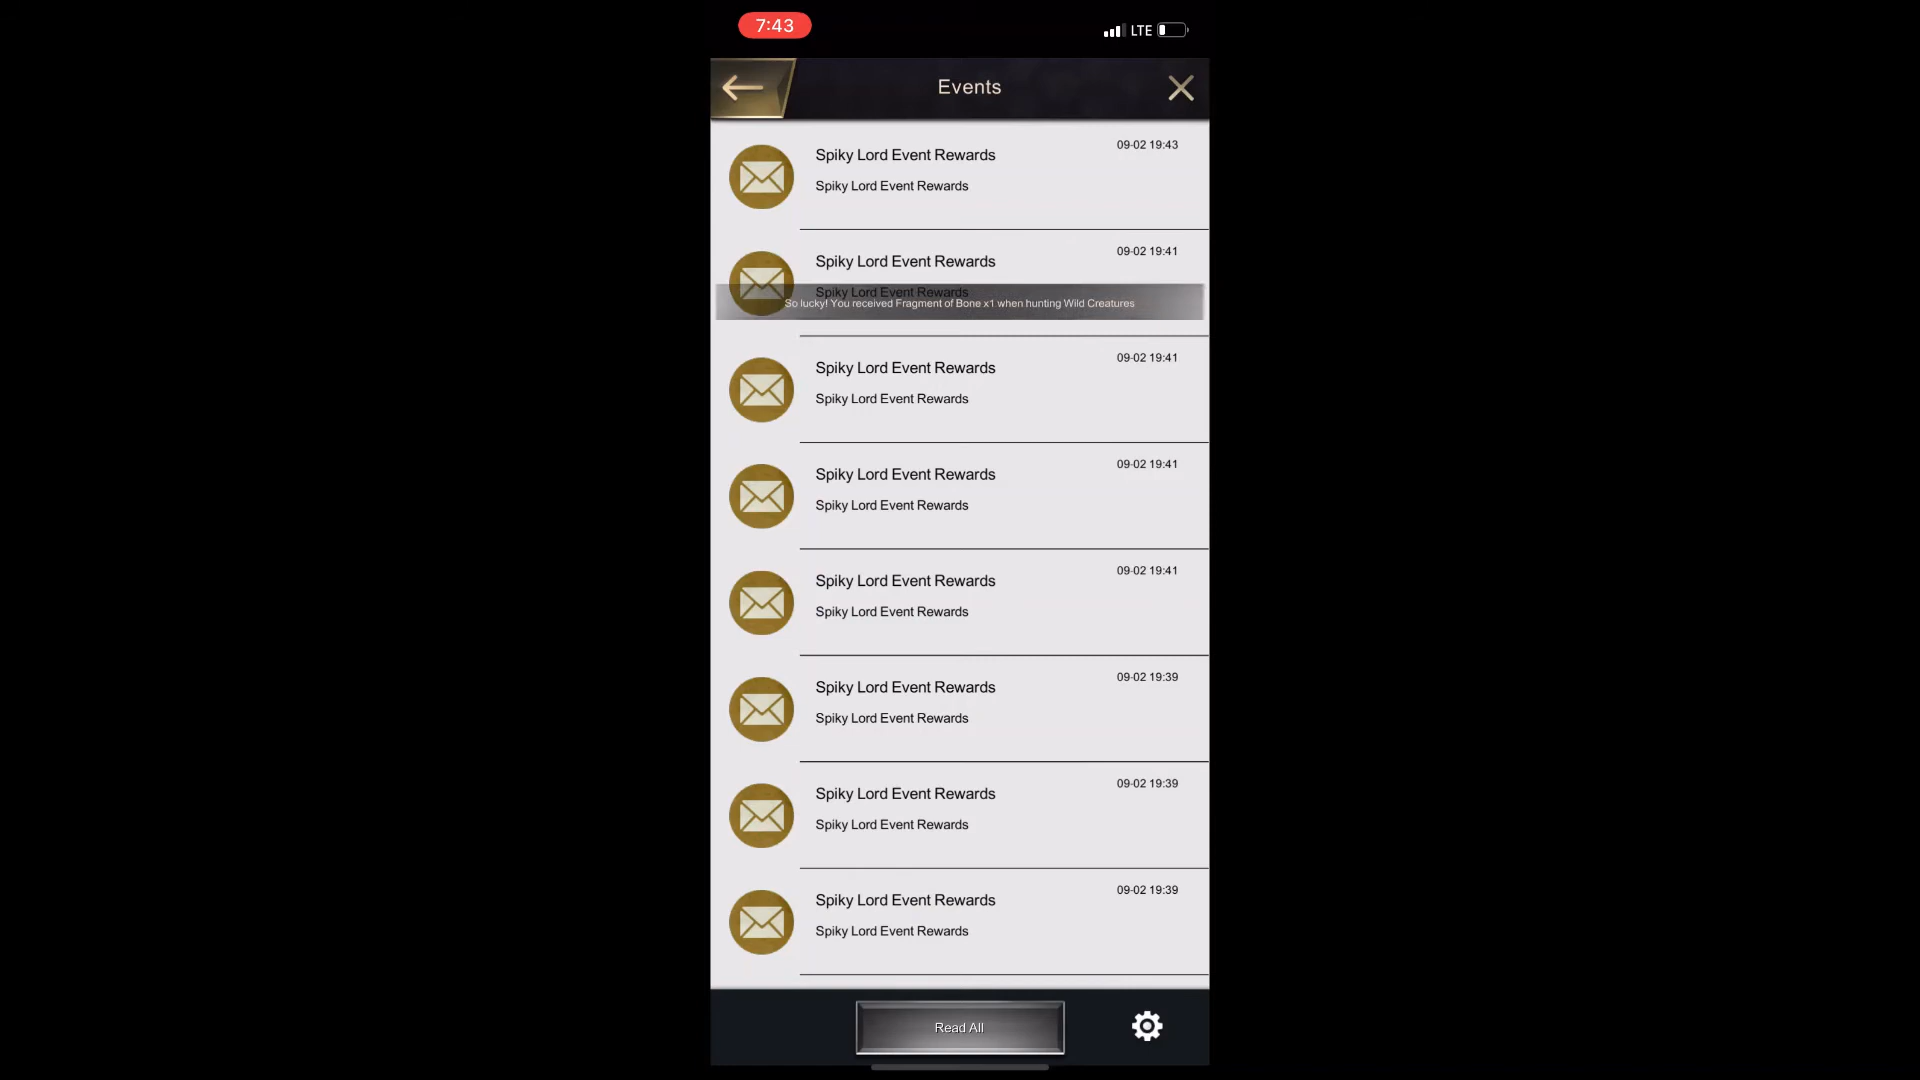 7:43
LTE
Events
Spiky Lord Event Rewards
09-02 19:43
Spiky Lord Event Rewards
Spiky Lord Event Rewards
09-02 19:41
Spiky Lord Event Rewards
So lucky! You received Fragment of Bone x1 when hunting Wild Creatures
Spiky Lord Event Rewards
09-02 19:41
Spiky Lord Event Rewards
Spiky Lord Event Rewards
09-02 19:41
Spiky Lord Event Rewards
Spiky Lord Event Rewards
09-02 19:41
Spiky Lord Event Rewards
Spiky Lord Event Rewards
09-02 19:39
Spiky Lord Event Rewards
Spiky Lord Event Rewards
09-02 19:39
Spiky Lord Event Rewards
Spiky Lord Event Rewards
09-02 19:39
Spiky Lord Event Rewards
Read All